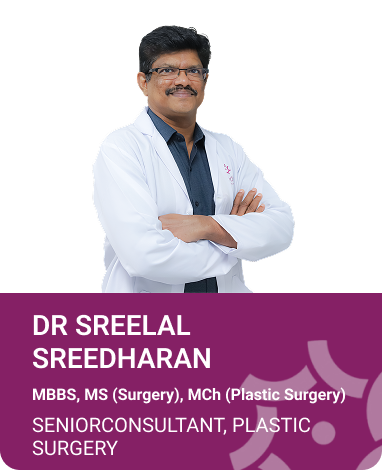 DR SREELAL
SREEDHARAN
MBBS, MS (Surgery), MCh (Plastic Surgery)
SENIORCONSULTANT, PLASTIC
SURGERY